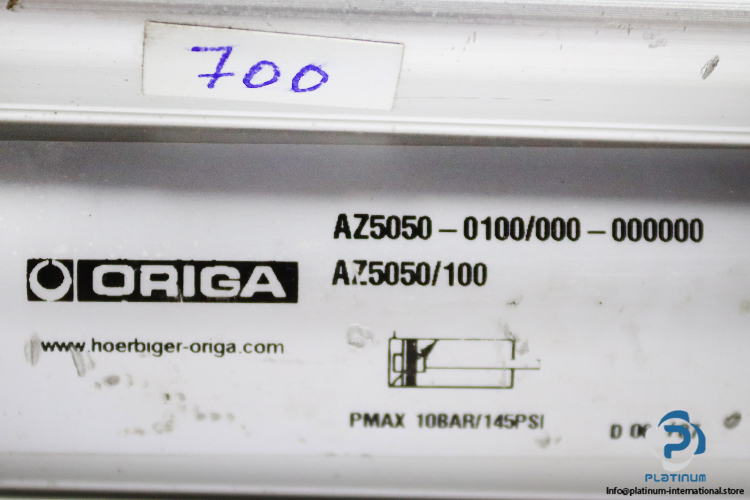 700
AZ5050-0100/000-000000
ORIGA
AZ5050/100
www.hoerbiger-origa.com
PMAX 10BAR/145PSI
D
PLATINUM
Info@platinum-international.store